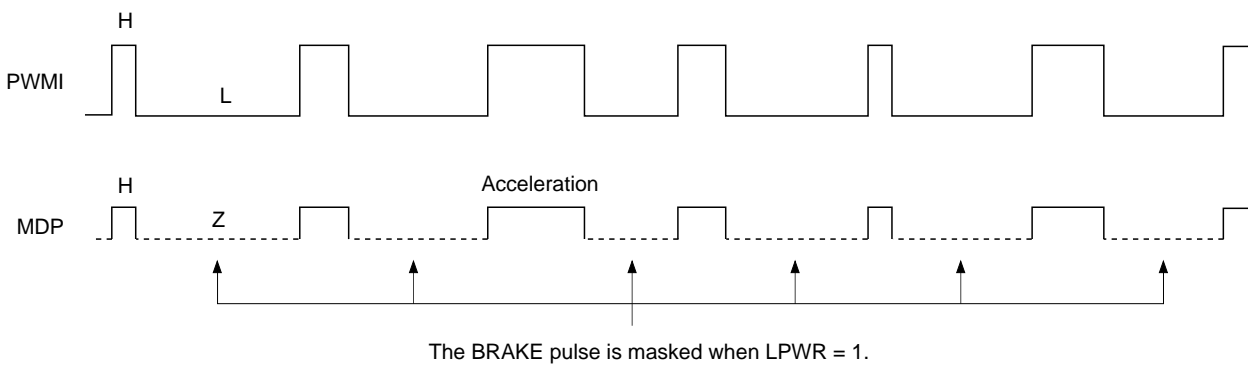 H
PWMI
L
H
Acceleration
MDP
Z
The BRAKE pulse is masked when LPWR = 1.